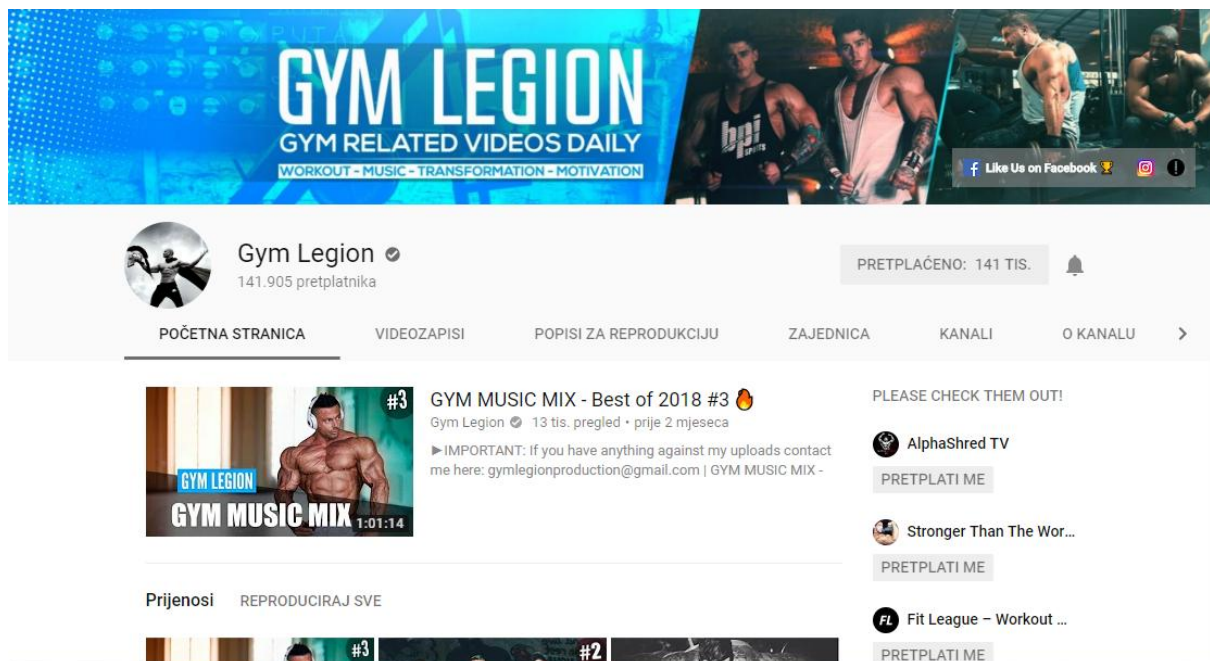 GYM LEGION
GYM RELATED VIDEOS DAILY
WORKOUT - MUSIC - TRANSFORMATION - MOTIVATION
bpi
SPORTS
f Like Us on Facebook
Gym Legion
141.905 pretplatnika
PRETPLAĆENO: 141 TIS.
POČETNA STRANICA VIDEOZAPISI POPISI ZA REPRODUKCIJU ZAJEDNICA KANALI O KANALU
#3
GYM LEGION
GYM MUSIC MIX
1:01:14
GYM MUSIC MIX - Best of 2018 #3 🔥
Gym Legion 13 tis. pregled • prije 2 mjeseca
►IMPORTANT: If you have anything against my uploads contact
me here: gymlegionproduction@gmail.com | GYM MUSIC MIX -
PLEASE CHECK THEM OUT!
AlphaShred TV
PRETPLATI ME
Stronger Than The Wor...
PRETPLATI ME
FL Fit League – Workout ...
PRETPLATI ME
Prijenosi REPRODUCIRAJ SVE
#3
#2